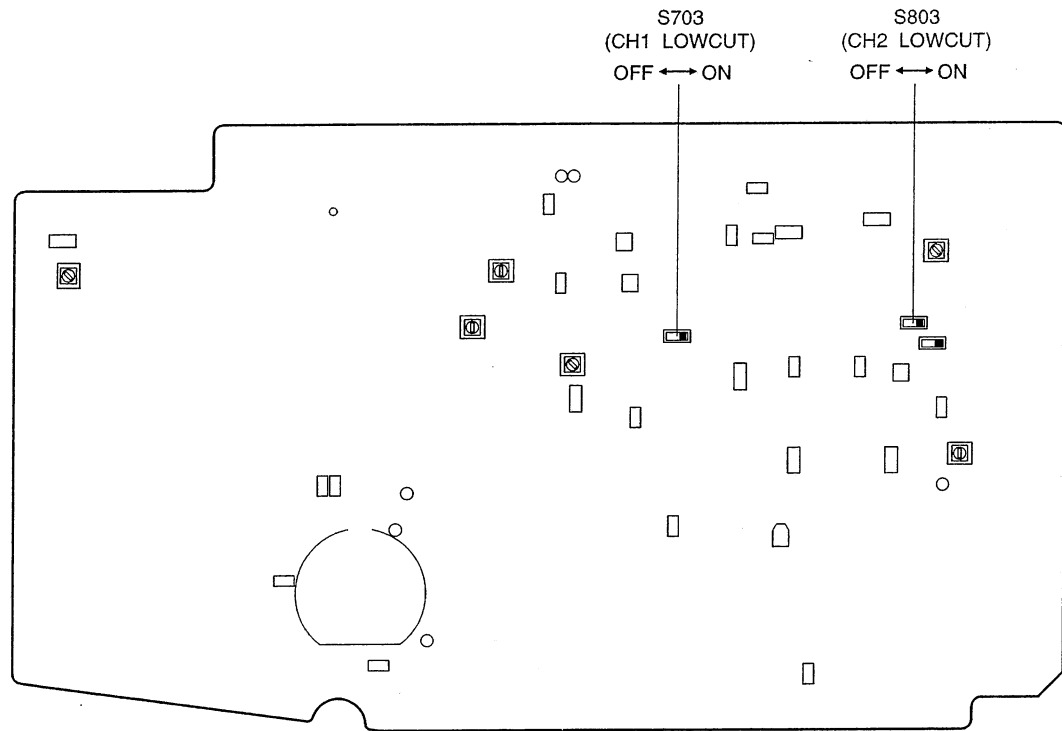 S703
(CH1 LOWCUT)
OFF ↔ ON
S803
(CH2 LOWCUT)
OFF ↔ ON